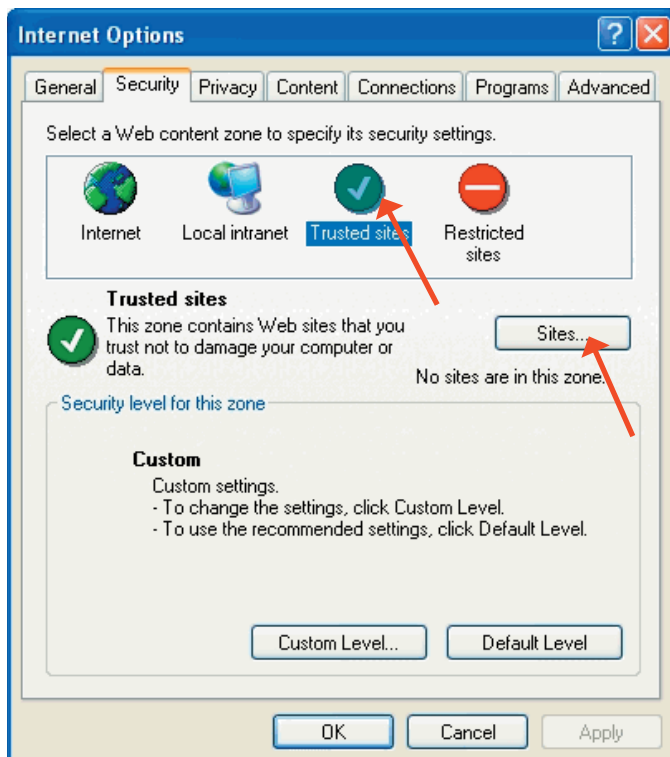 Internet Options
General Security Privacy Content Connections Programs Advanced
Select a Web content zone to specify its security settings.
Internet Local intranet Trusted sites Restricted
sites
Trusted sites
This zone contains Web sites that you
trust not to damage your computer or
data.
Sites...
No sites are in this zone.
Security level for this zone
Custom
Custom settings.
- To change the settings, click Custom Level.
- To use the recommended settings, click Default Level.
Custom Level... Default Level
OK Cancel Apply